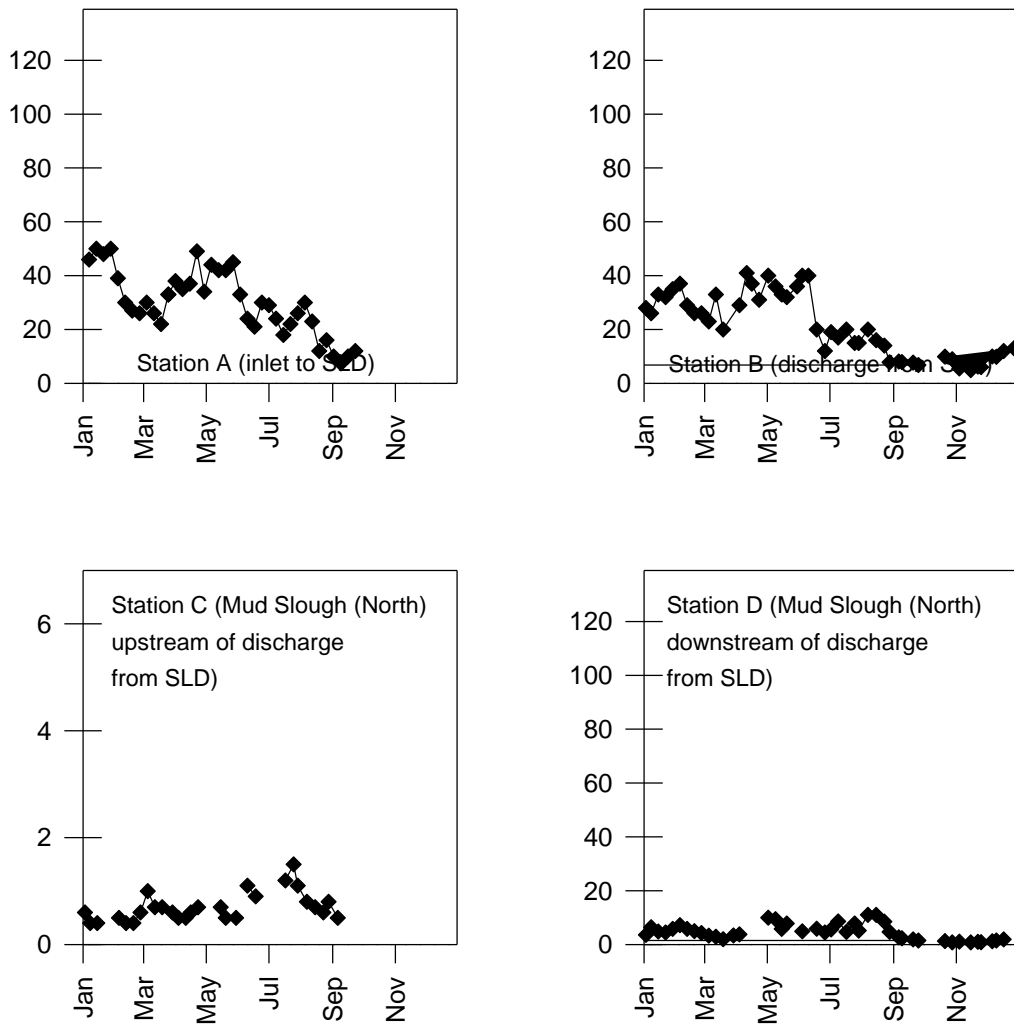 120
100
80
60
40
20
0
Station A (inlet to SLD)
Jan
Mar
May
Jul
Sep
Nov
120
100
80
60
40
20
0
Station B (discharge from SLD)
Jan
Mar
May
Jul
Sep
Nov
Station C (Mud Slough (North)
upstream of discharge
from SLD)
6
4
2
0
Jan
Mar
May
Jul
Sep
Nov
Station D (Mud Slough (North)
downstream of discharge
from SLD)
120
100
80
60
40
20
0
Jan
Mar
May
Jul
Sep
Nov